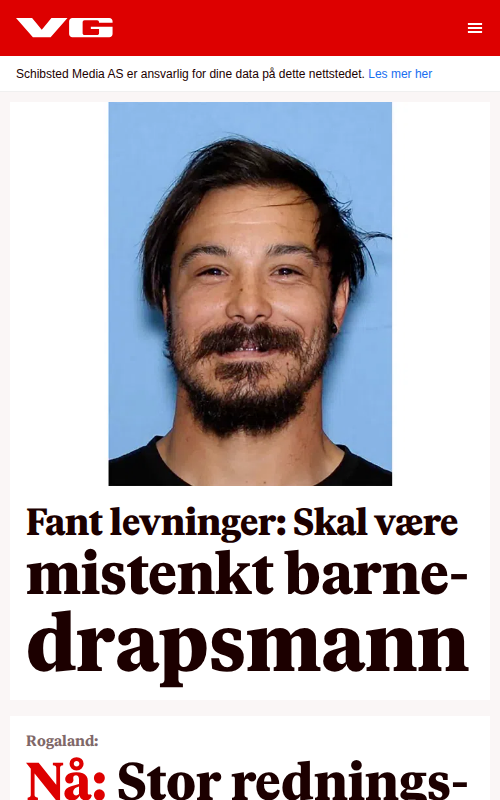 VG
Schibsted Media AS er ansvarlig for dine data på dette nettstedet. Les mer her
Fant levninger: Skal være
mistenkt barne-
drapsmann
Rogaland:
Nå: Stor rednings-